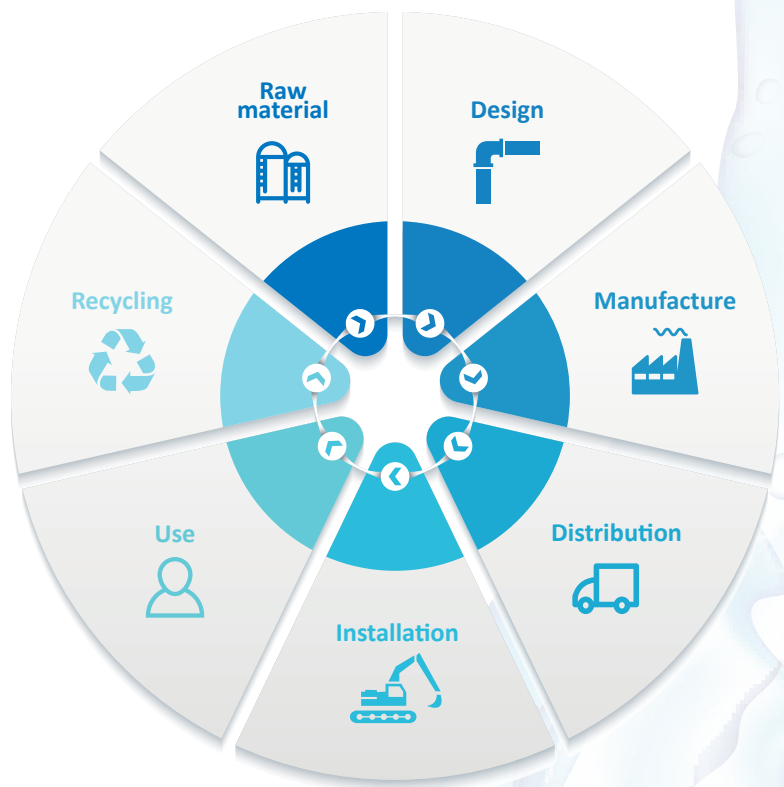 Raw
material
Design
Manufacture
Distribution
Installation
Use
Recycling